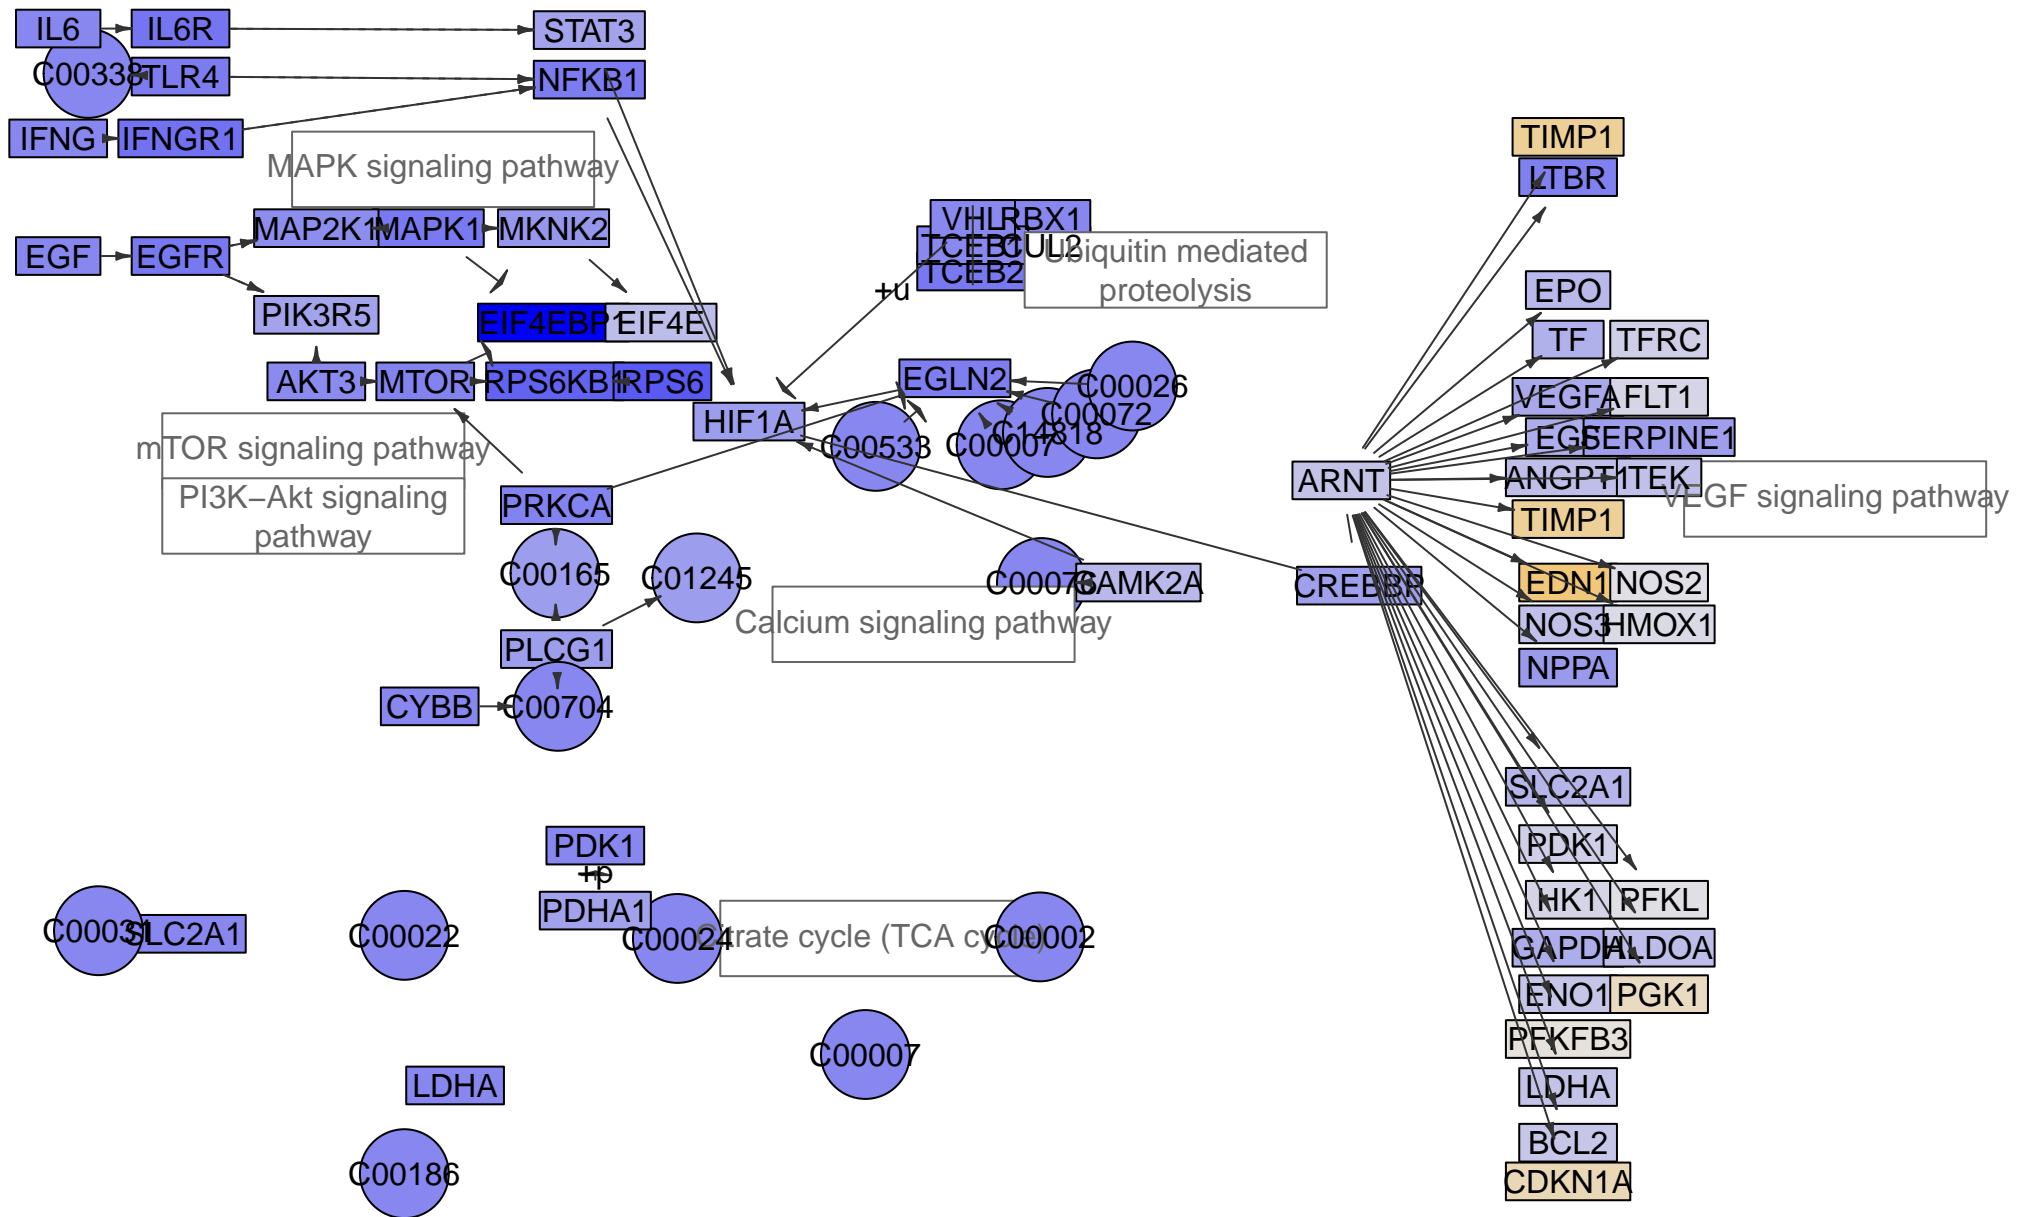 IL6
IL6R
STAT3
C00338
TLR4
NFKB1
IFNG
IFNGR1
TIMP1
MAPK signaling pathway
LTBR
MAP2K1
MAPK1
MKNK2
VHL
RBX1
EGF
EGFR
TCEB1
CUL2
Ubiquitin mediated
proteolysis
TCEB2
+u
EPO
PIK3R5
EIF4EBP1
EIF4E
TF
TFRC
AKT3
MTOR
RPS6KB1
RPS6
EGLN2
C00026
VEGFA
FLT1
HIF1A
C00072
C14818
C00007
C00533
EGF
SERPINE1
mTOR signaling pathway
PI3K–Akt signaling
pathway
ARNT
ANGPT1
TEK
VEGF signaling pathway
PRKCA
TIMP1
C00165
C01245
C00076
CAMK2A
CREBBP
EDN1
NOS2
Calcium signaling pathway
NOS3
HMOX1
PLCG1
NPPA
CYBB
C00704
SLC2A1
PDK1
PDK1
+p
PDHA1
HK1
PFKL
C00031
SLC2A1
C00022
C00024
Citrate cycle (TCA cycle)
C00002
GAPDH
ALDOA
ENO1
PGK1
PFKFB3
C00007
LDHA
LDHA
BCL2
C00186
CDKN1A